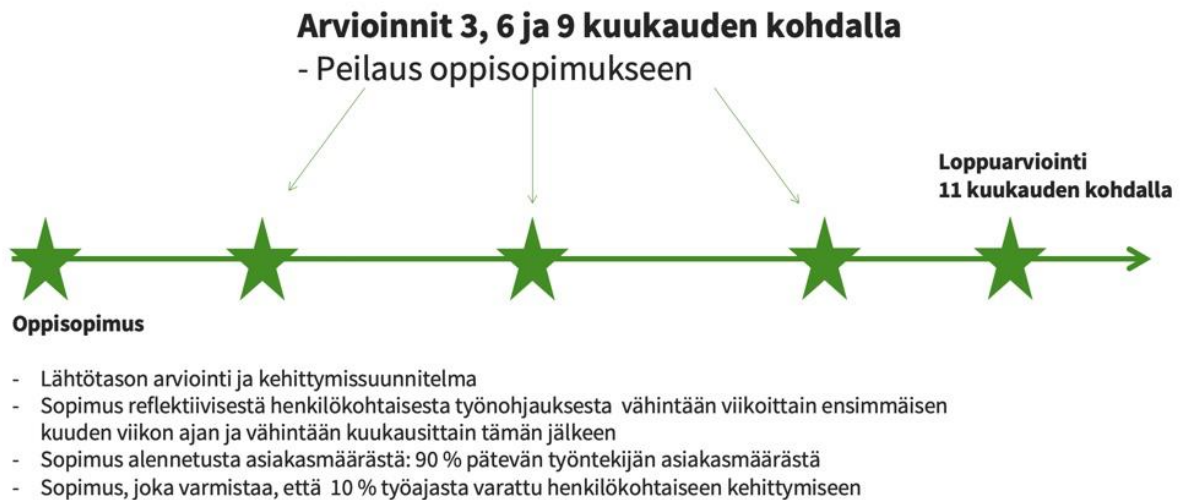 Arvioinnit 3, 6 ja 9 kuukauden kohdalla
- Peilaus oppisopimukseen
Loppuarviointi
11 kuukauden kohdalla
Oppisopimus
- Lähtötason arviointi ja kehittymissuunnitelma
- Sopimus reflektiivisestä henkilökohtaisesta työnohjauksesta vähintään viikoittain ensimmäisen
kuuden viikon ajan ja vähintään kuukausittain tämän jälkeen
- Sopimus alennetusta asiakasmäärästä: 90 % pätevän työntekijän asiakasmäärästä
- Sopimus, joka varmistaa, että 10 % työajasta varattu henkilökohtaiseen kehittymiseen